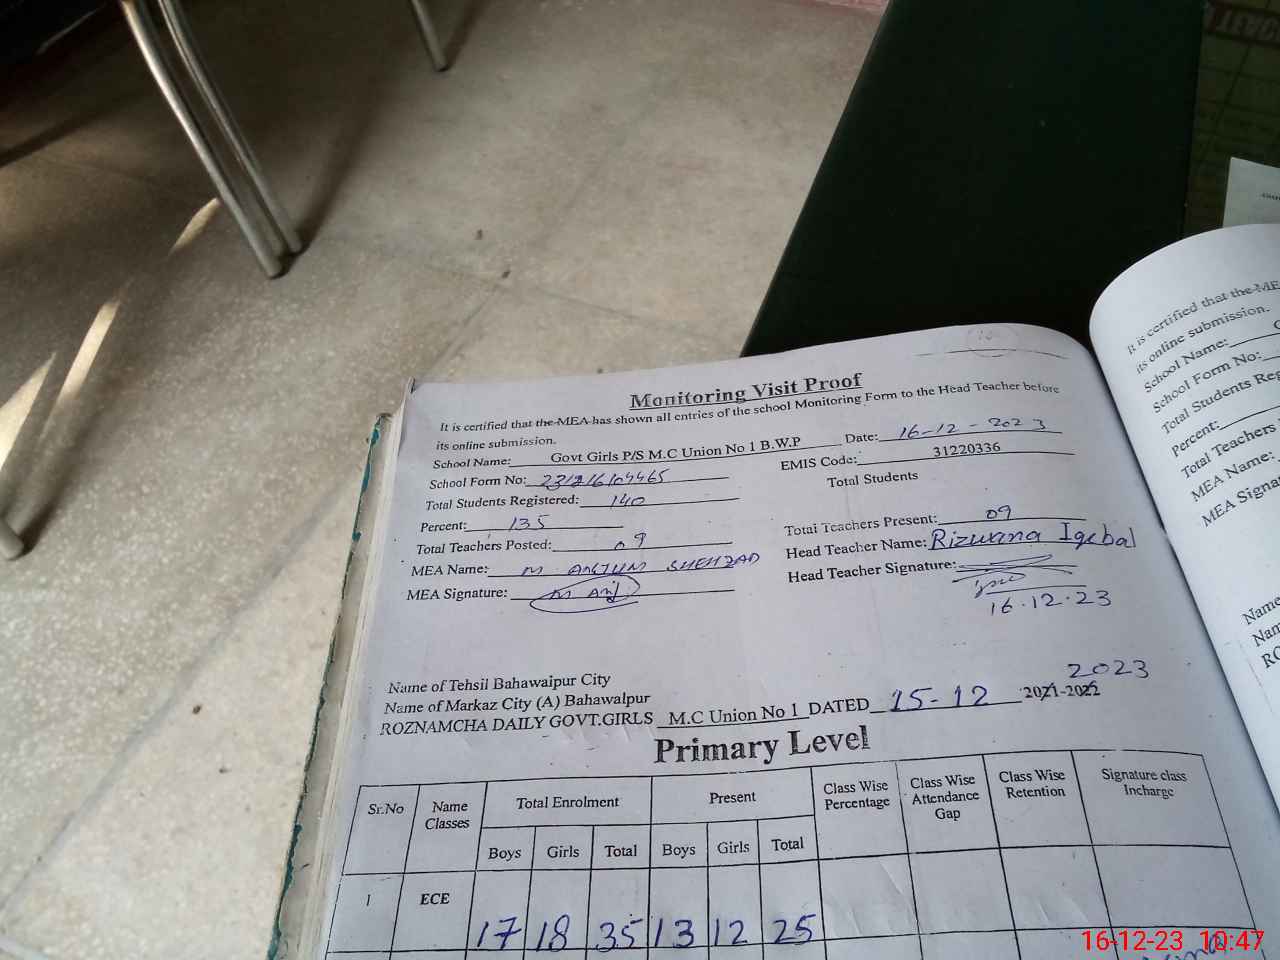 Monitoring Visit Proof
It is certified that the MEA has shown all entries of the school Monitoring Form to the Head Teacher before
its online submission.
School Name: Govt Girls P/S M.C Union No 1 B.W.P Date: 16-12-2023
School Form No: EMIS Code: 31220336
Total Students Registered: 140 Total Students
Percent: 135
Total Teachers Posted: 09 Total Teachers Present: 09
MEA Name: M ANJUM SHEHZAD Head Teacher Name: Rizwana Iqbal
MEA Signature: M Anj Head Teacher Signature:
16.12.23
Name of Tehsil Bahawalpur City
Name of Markaz City (A) Bahawalpur
2023
ROZNAMCHA DAILY GOVT.GIRLS M.C Union No 1 DATED 15-12 2021-2022
Primary Level
Sr.No Name Classes Total Enrolment Present Class Wise Percentage Class Wise Attendance Gap Class Wise Retention Signature class Incharge
Boys Girls Total Boys Girls Total
1 ECE 17 18 35 13 12 25
It is certified that the ME
its online submission.
School Name:
School Form No:
Total Students Reg
Percent:
Total Teachers
MEA Name:
MEA Signa
Name
Nam
RO
16-12-23 10:47